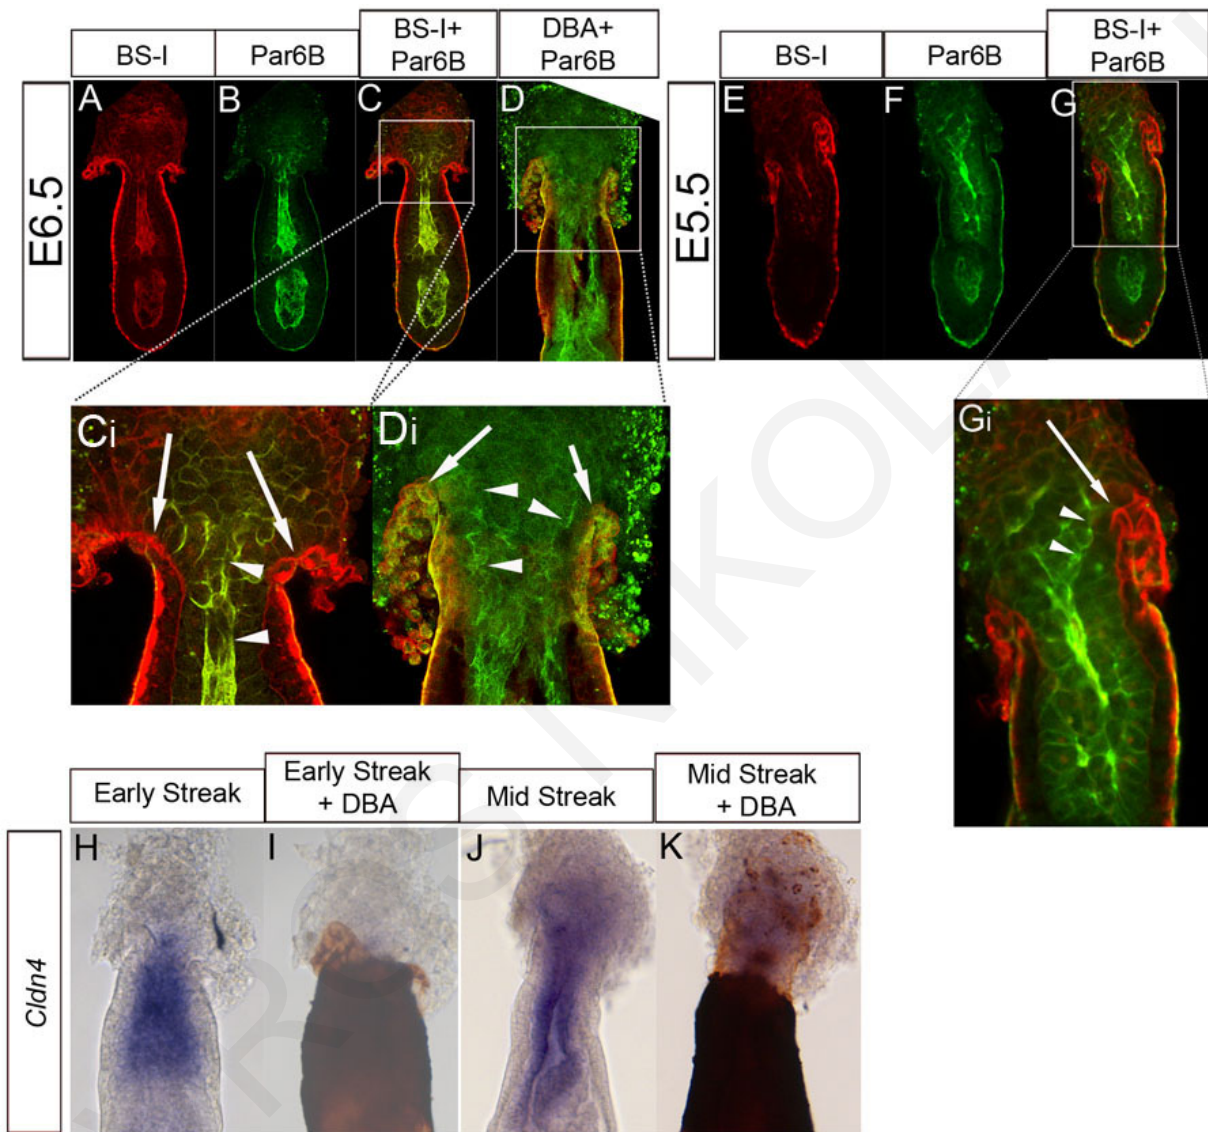 BS-I
Par6B
BS-I+
Par6B
DBA+
Par6B
BS-I
Par6B
BS-I+
Par6B
E6.5
A
B
C
D
E5.5
E
F
G
Ci
Di
Gi
Early Streak
Early Streak
+ DBA
Mid Streak
Mid Streak
+ DBA
Cldn4
H
I
J
K